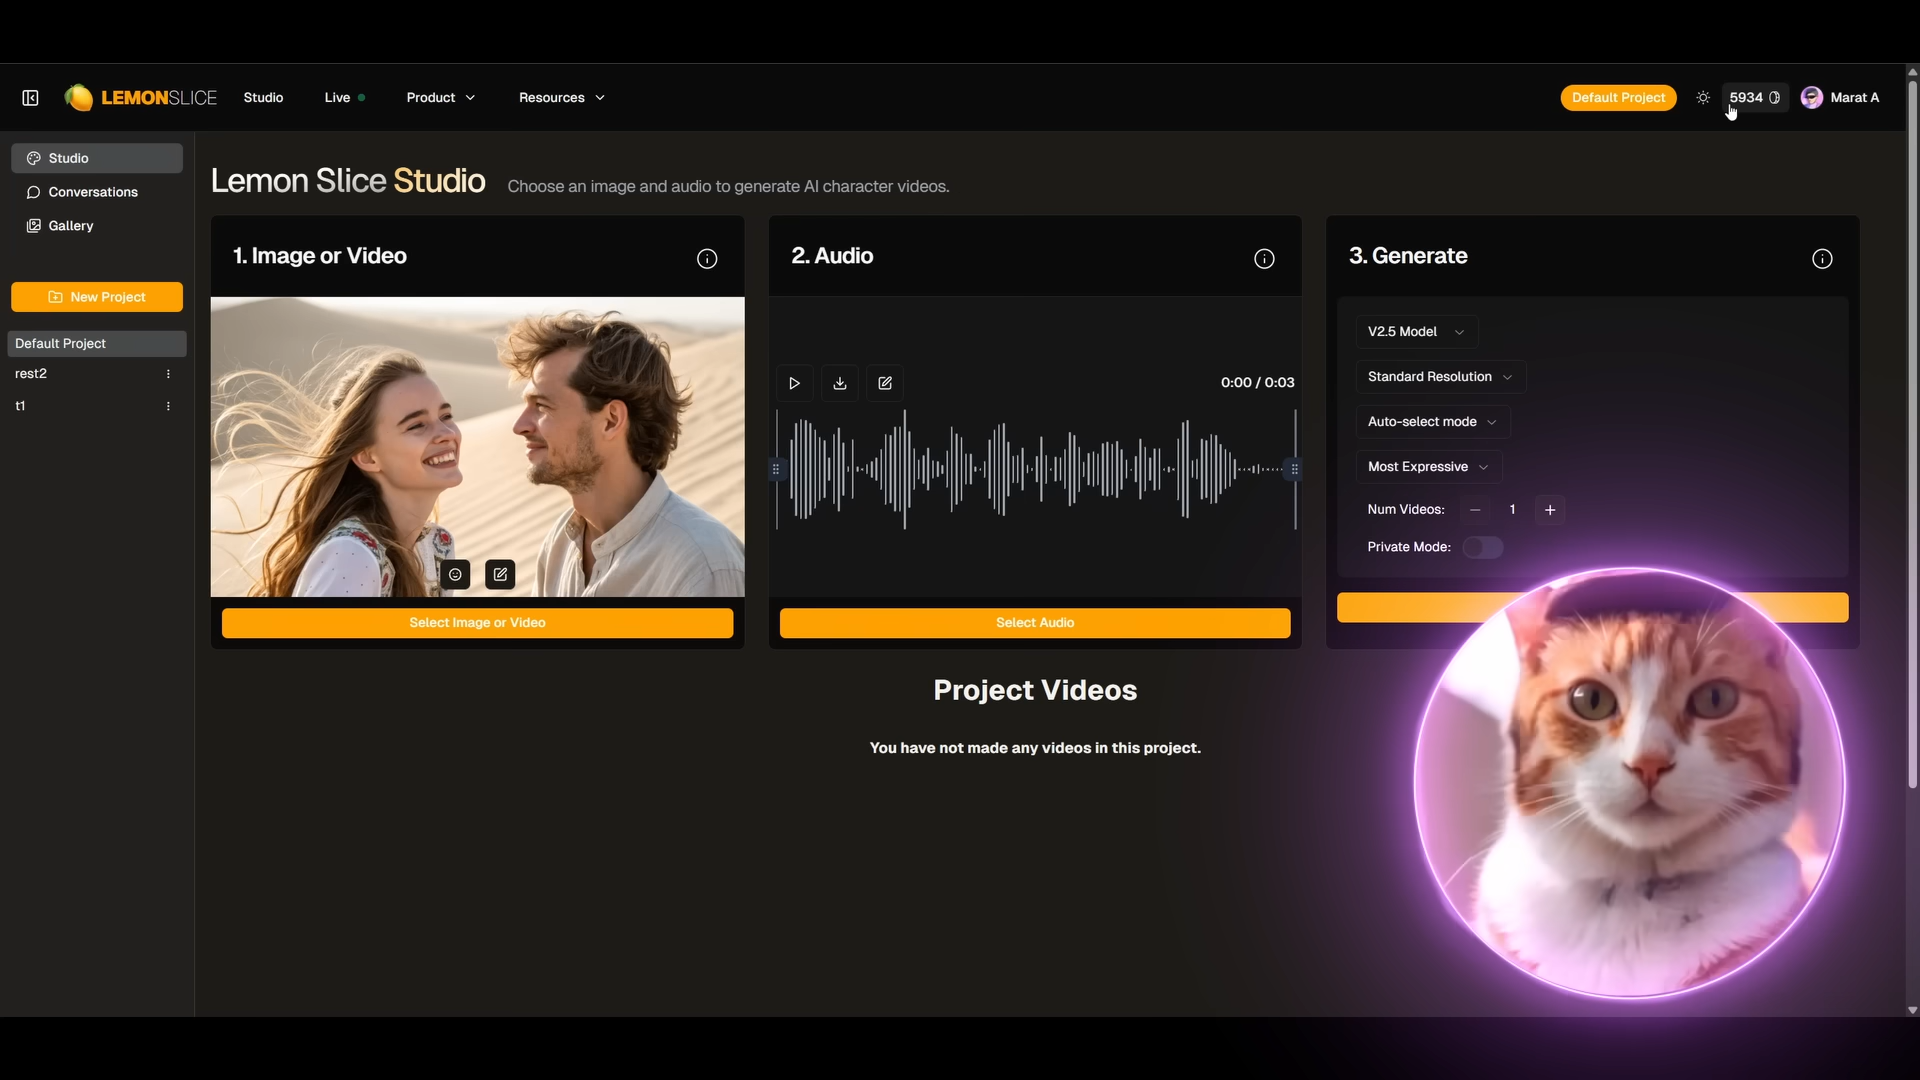 LEMONSLICE
Studio
Live
Product
Resources
Default Project
5934
Marat A
Studio
Conversations
Gallery
New Project
Default Project
rest2
t1
Lemon Slice Studio
Choose an image and audio to generate AI character videos.
1. Image or Video
Select Image or Video
2. Audio
0:00 / 0:03
Select Audio
3. Generate
V2.5 Model
Standard Resolution
Auto-select mode
Most Expressive
Num Videos: 1
Private Mode:
Project Videos
You have not made any videos in this project.